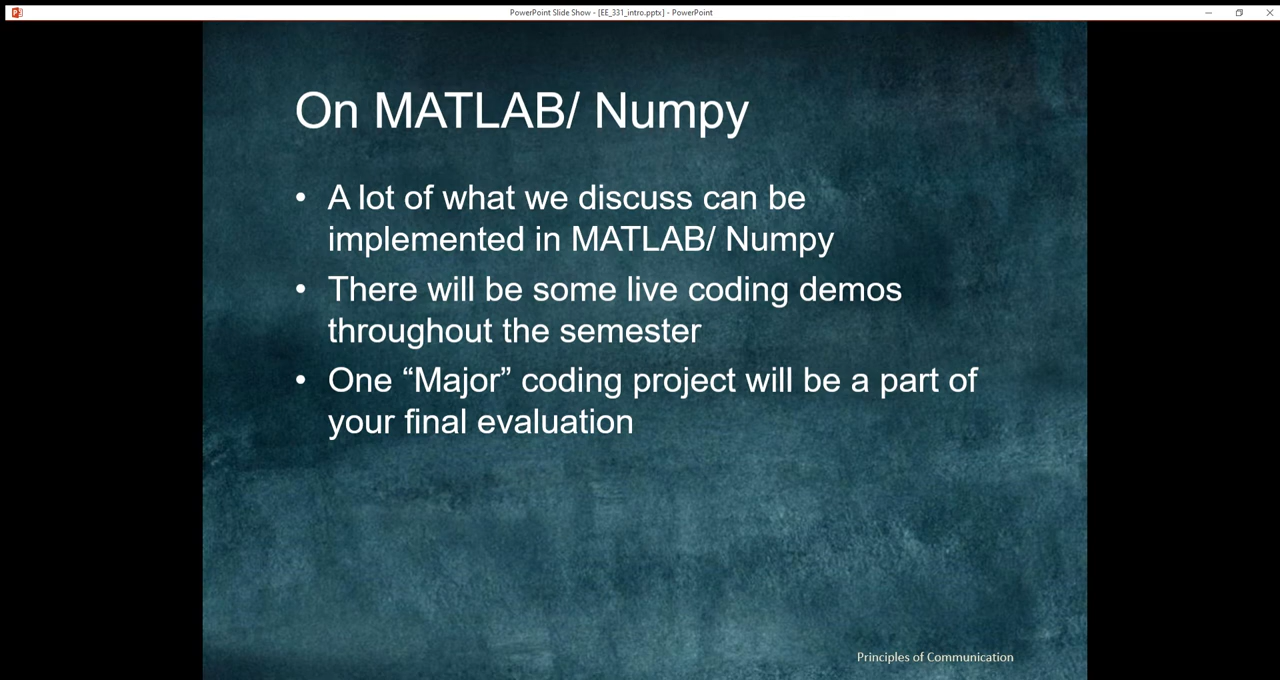 PowerPoint Slide Show - [EE_331_intro.pptx] - PowerPoint
On MATLAB/ Numpy
• A lot of what we discuss can be
implemented in MATLAB/ Numpy
• There will be some live coding demos
throughout the semester
• One “Major” coding project will be a part of
your final evaluation
Principles of Communication